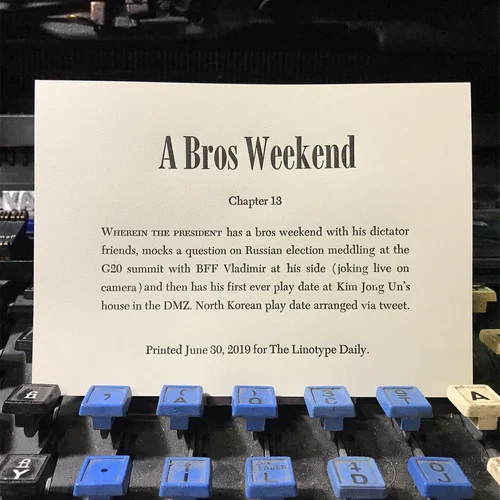 A Bros Weekend
Chapter 13
WHEREIN THE PRESIDENT has a bros weekend with his dictator
friends, mocks a question on Russian election meddling at the
G20 summit with BFF Vladimir at his side (joking live on
camera) and then has his first ever play date at Kim Jong Un's
house in the DMZ. North Korean play date arranged via tweet.
Printed June 30, 2019 for The Linotype Daily.